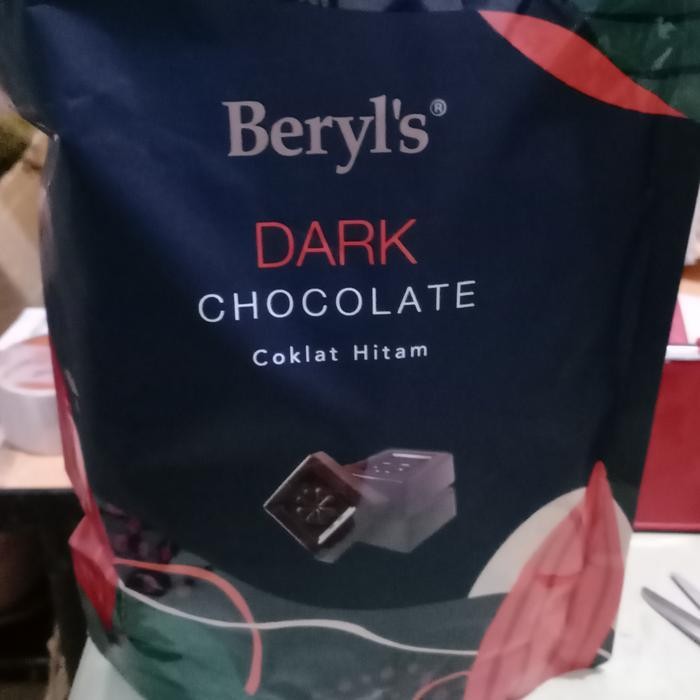 Beryl's®
DARK
CHOCOLATE
Coklat Hitam